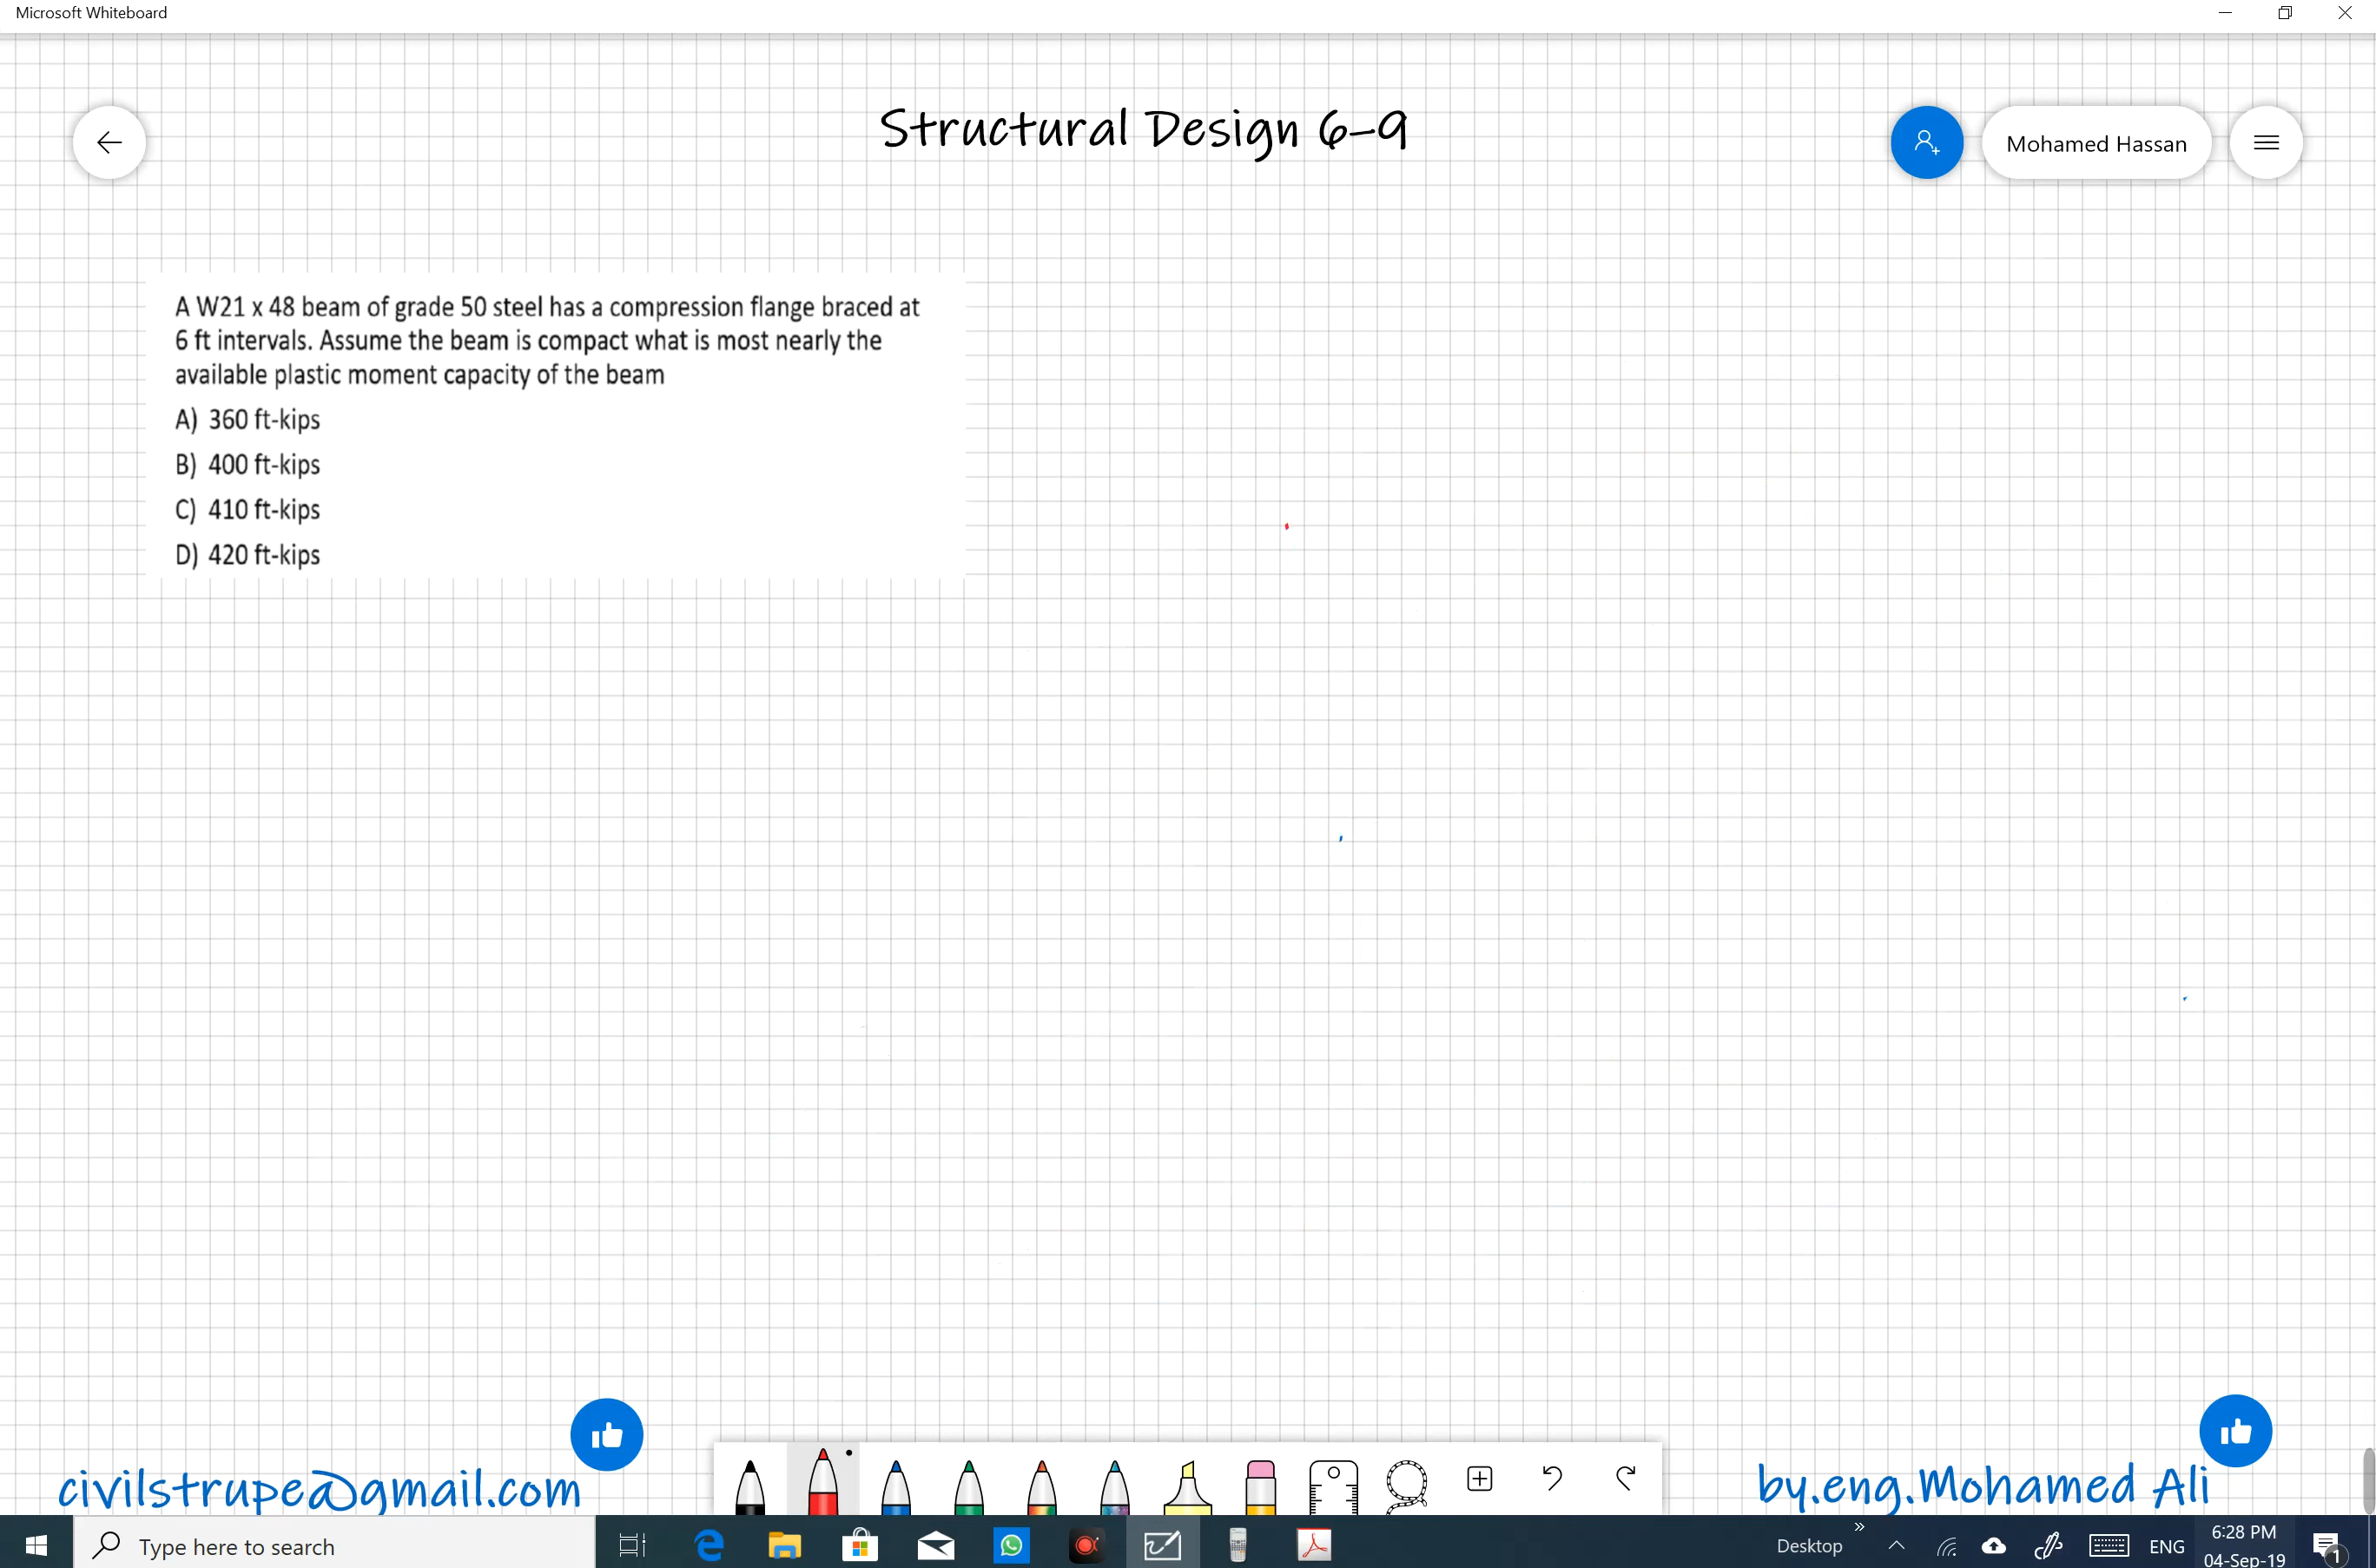 Microsoft Whiteboard
Structural Design 6-9
Mohamed Hassan
A W21 x 48 beam of grade 50 steel has a compression flange braced at
6 ft intervals. Assume the beam is compact what is most nearly the
available plastic moment capacity of the beam
A) 360 ft-kips
B) 400 ft-kips
C) 410 ft-kips
D) 420 ft-kips
civilstrupe@gmail.com
by.eng.Mohamed Ali
Type here to search
Desktop
ENG
6:28 PM
04-Sep-19
1